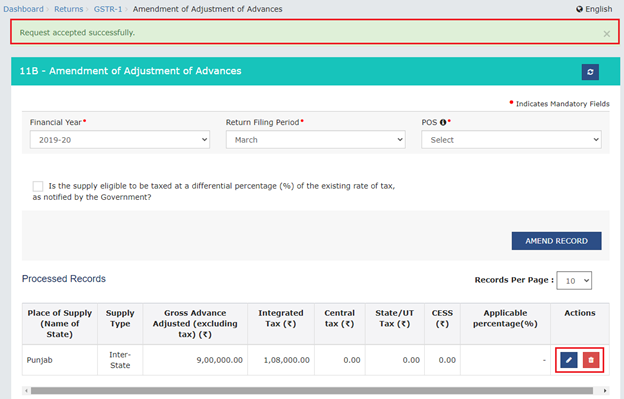 Dashboard › Returns › GSTR-1 › Amendment of Adjustment of Advances
English
Request accepted successfully.
×
11B - Amendment of Adjustment of Advances
• Indicates Mandatory Fields
Financial Year•
Return Filing Period•
POS •
2019-20
March
Select
Is the supply eligible to be taxed at a differential percentage (%) of the existing rate of tax,
as notified by the Government?
AMEND RECORD
Processed Records
Records Per Page :
10
Place of Supply
(Name of
State)
Supply
Type
Gross Advance
Adjusted (excluding
tax) (₹)
Integrated
Tax (₹)
Central
tax (₹)
State/UT
Tax (₹)
CESS
(₹)
Applicable
percentage(%)
Actions
Punjab
Inter-
State
9,00,000.00
1,08,000.00
0.00
0.00
0.00
-